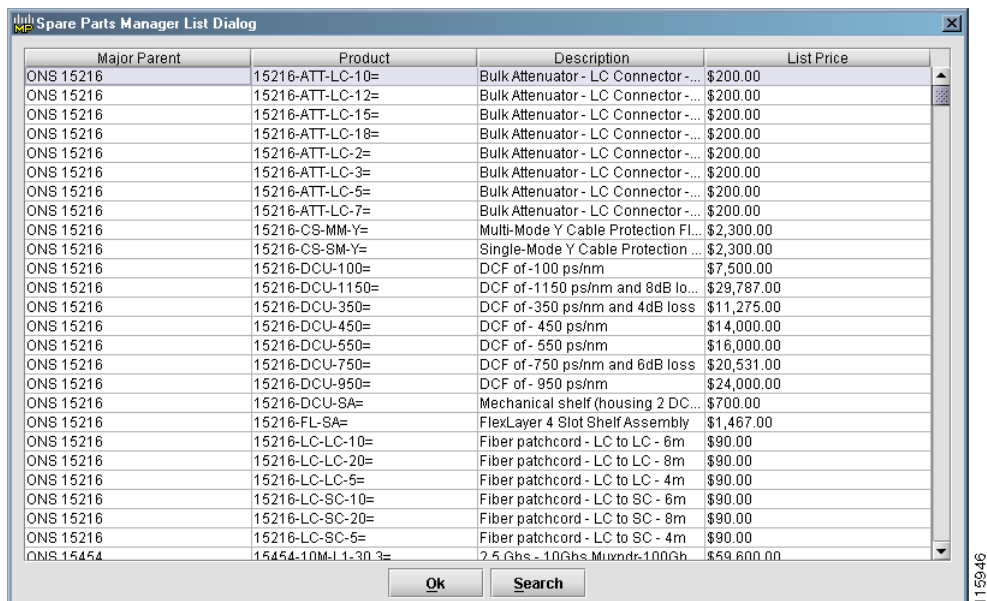 MP Spare Parts Manager List Dialog
Major Parent Product Description List Price
ONS 15216 15216-ATT-LC-10= Bulk Attenuator - LC Connector -... $200.00
ONS 15216 15216-ATT-LC-12= Bulk Attenuator - LC Connector -... $200.00
ONS 15216 15216-ATT-LC-15= Bulk Attenuator - LC Connector -... $200.00
ONS 15216 15216-ATT-LC-18= Bulk Attenuator - LC Connector -... $200.00
ONS 15216 15216-ATT-LC-2= Bulk Attenuator - LC Connector -... $200.00
ONS 15216 15216-ATT-LC-3= Bulk Attenuator - LC Connector -... $200.00
ONS 15216 15216-ATT-LC-5= Bulk Attenuator - LC Connector -... $200.00
ONS 15216 15216-ATT-LC-7= Bulk Attenuator - LC Connector -... $200.00
ONS 15216 15216-CS-MM-Y= Multi-Mode Y Cable Protection Fl... $2,300.00
ONS 15216 15216-CS-SM-Y= Single-Mode Y Cable Protection ... $2,300.00
ONS 15216 15216-DCU-100= DCF of -100 ps/nm $7,500.00
ONS 15216 15216-DCU-1150= DCF of -1150 ps/nm and 8dB lo... $29,787.00
ONS 15216 15216-DCU-350= DCF of -350 ps/nm and 4dB loss $11,275.00
ONS 15216 15216-DCU-450= DCF of - 450 ps/nm $14,000.00
ONS 15216 15216-DCU-550= DCF of - 550 ps/nm $16,000.00
ONS 15216 15216-DCU-750= DCF of -750 ps/nm and 6dB loss $20,531.00
ONS 15216 15216-DCU-950= DCF of - 950 ps/nm $24,000.00
ONS 15216 15216-DCU-SA= Mechanical shelf (housing 2 DC... $700.00
ONS 15216 15216-FL-SA= FlexLayer 4 Slot Shelf Assembly $1,467.00
ONS 15216 15216-LC-LC-10= Fiber patchcord - LC to LC - 6m $90.00
ONS 15216 15216-LC-LC-20= Fiber patchcord - LC to LC - 8m $90.00
ONS 15216 15216-LC-LC-5= Fiber patchcord - LC to LC - 4m $90.00
ONS 15216 15216-LC-SC-10= Fiber patchcord - LC to SC - 6m $90.00
ONS 15216 15216-LC-SC-20= Fiber patchcord - LC to SC - 8m $90.00
ONS 15216 15216-LC-SC-5= Fiber patchcord - LC to SC - 4m $90.00
ONS 15454 15454-10M-L1-30.3= 2.5 Gbs - 10Gbs Muxpdr-100Gh... $59,600.00
Ok Search
115946